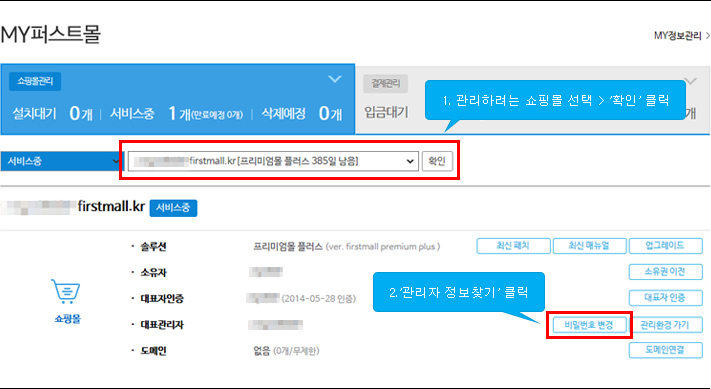 MY퍼스트몰
MY정보관리 >
쇼핑몰관리
결제관리
설치대기 0개 | 서비스중 1개(만료예정 0개) | 삭제예정 0개
입금대기
개
1. 관리하려는 쇼핑몰 선택 > '확인' 클릭
서비스중
firstmall.kr [프리미엄몰 플러스 385일 남음]
확인
firstmall.kr 서비스중
쇼핑몰
· 솔루션 프리미엄몰 플러스 (ver. firstmall premium plus) 최신 패치 최신 매뉴얼 업그레이드
· 소유자 소유권 이전
· 대표자인증 (2014-05-28 인증) 대표자 인증
2.'관리자 정보찾기' 클릭
· 대표관리자 비밀번호 변경 관리환경 가기
· 도메인 없음 (0개/무제한) 도메인연결